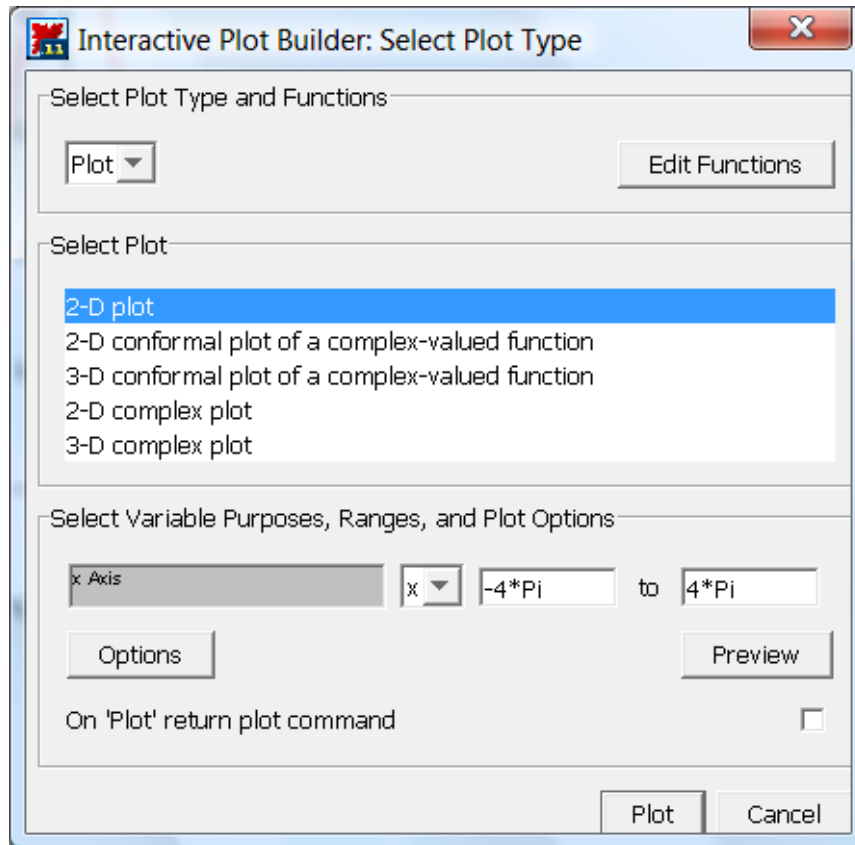 11 Interactive Plot Builder: Select Plot Type
Select Plot Type and Functions
Plot Edit Functions
Select Plot
2-D plot
2-D conformal plot of a complex-valued function
3-D conformal plot of a complex-valued function
2-D complex plot
3-D complex plot
Select Variable Purposes, Ranges, and Plot Options
x Axis x -4*Pi to 4*Pi
Options Preview
On 'Plot' return plot command
Plot Cancel